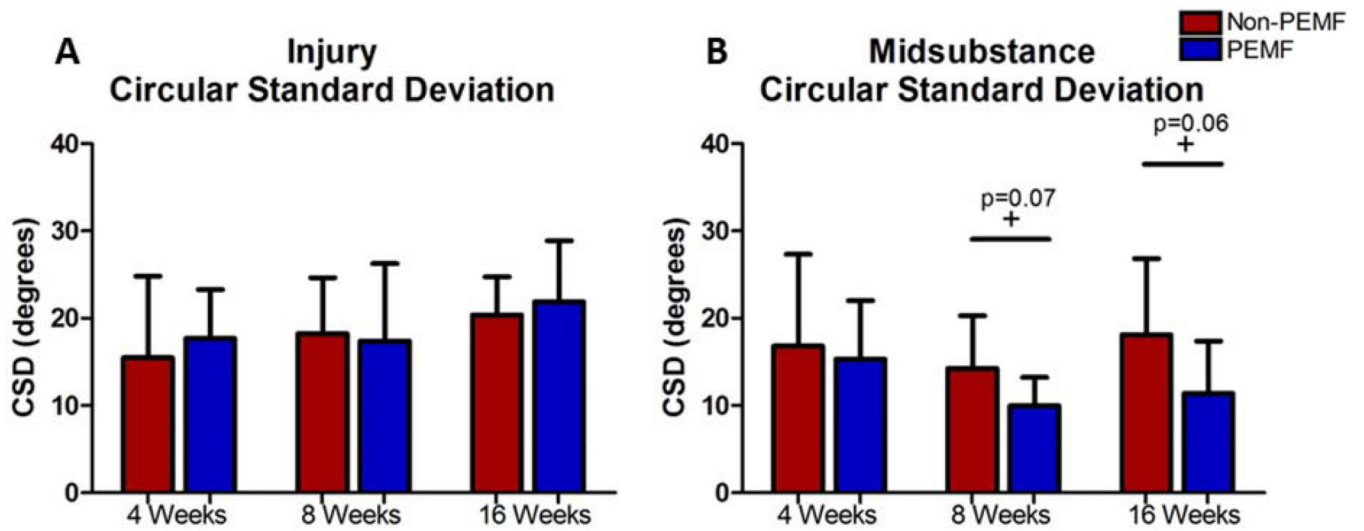 A
Injury
Circular Standard Deviation
CSD (degrees)
40
30
20
10
0
4 Weeks
8 Weeks
16 Weeks
B
Midsubstance
Circular Standard Deviation
Non-PEMF
PEMF
CSD (degrees)
40
30
20
10
0
p=0.07
+
p=0.06
+
4 Weeks
8 Weeks
16 Weeks